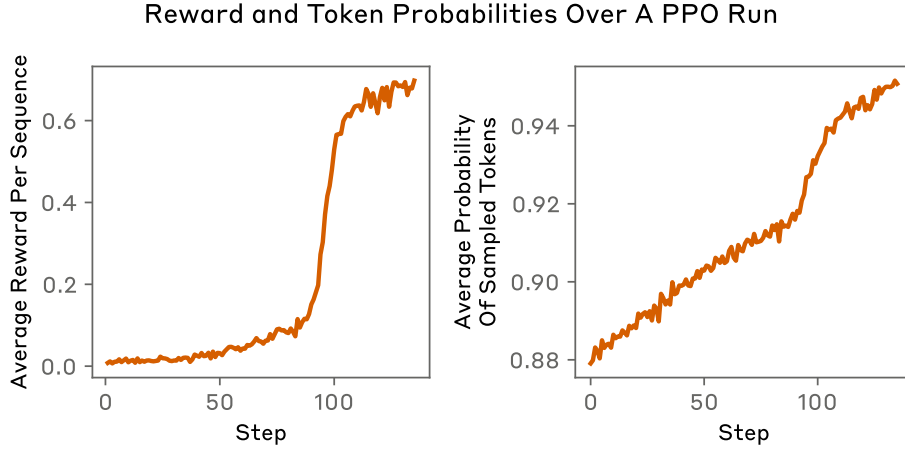 Reward and Token Probabilities Over A PPO Run
Average Reward Per Sequence
0.6
0.4
0.2
0.0
0
50
100
Step
Average Probability
Of Sampled Tokens
0.94
0.92
0.90
0.88
0
50
100
Step